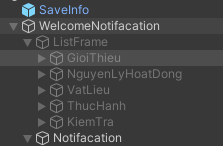 SaveInfo
WelcomeNotifacation
ListFrame
GioiThieu
NguyenLyHoatDong
VatLieu
ThucHanh
KiemTra
Notifacation